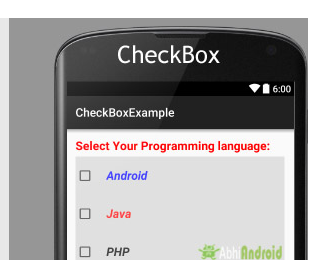 CheckBox
6:00
CheckBoxExample
Select Your Programming language:
Android
Java
PHP
AbhiAndroid